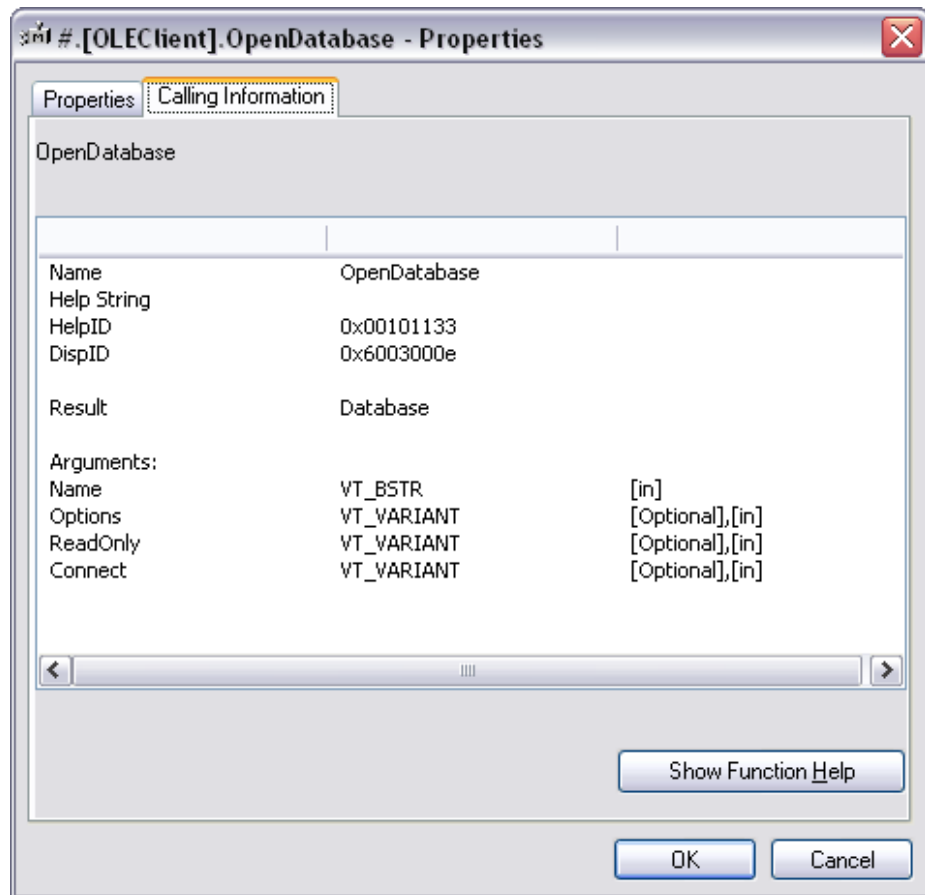 #.[OLEClient].OpenDatabase - Properties
Properties Calling Information
OpenDatabase
Name OpenDatabase
Help String
HelpID 0x00101133
DispID 0x6003000e
Result Database
Arguments:
Name VT_BSTR [in]
Options VT_VARIANT [Optional],[in]
ReadOnly VT_VARIANT [Optional],[in]
Connect VT_VARIANT [Optional],[in]
Show Function Help
OK Cancel